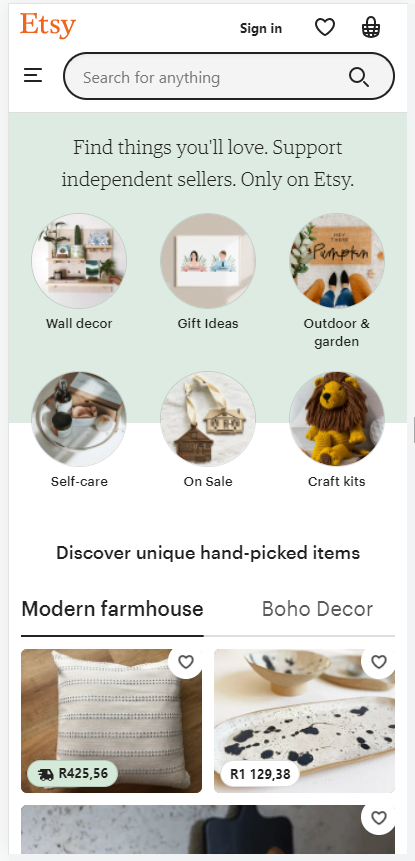 Etsy
Sign in
Search for anything
Find things you'll love. Support
independent sellers. Only on Etsy.
HEY
THERE
Pumpkin
Wall decor
Gift Ideas
Outdoor &
garden
Self-care
On Sale
Craft kits
Discover unique hand-picked items
Modern farmhouse
Boho Decor
R425,56
R1 129,38